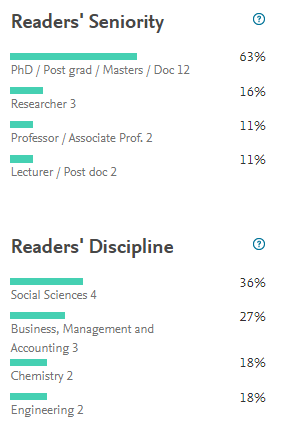 Readers' Seniority
63%
PhD / Post grad / Masters / Doc 12
16%
Researcher 3
11%
Professor / Associate Prof. 2
11%
Lecturer / Post doc 2
Readers' Discipline
36%
Social Sciences 4
27%
Business, Management and
Accounting 3
18%
Chemistry 2
18%
Engineering 2